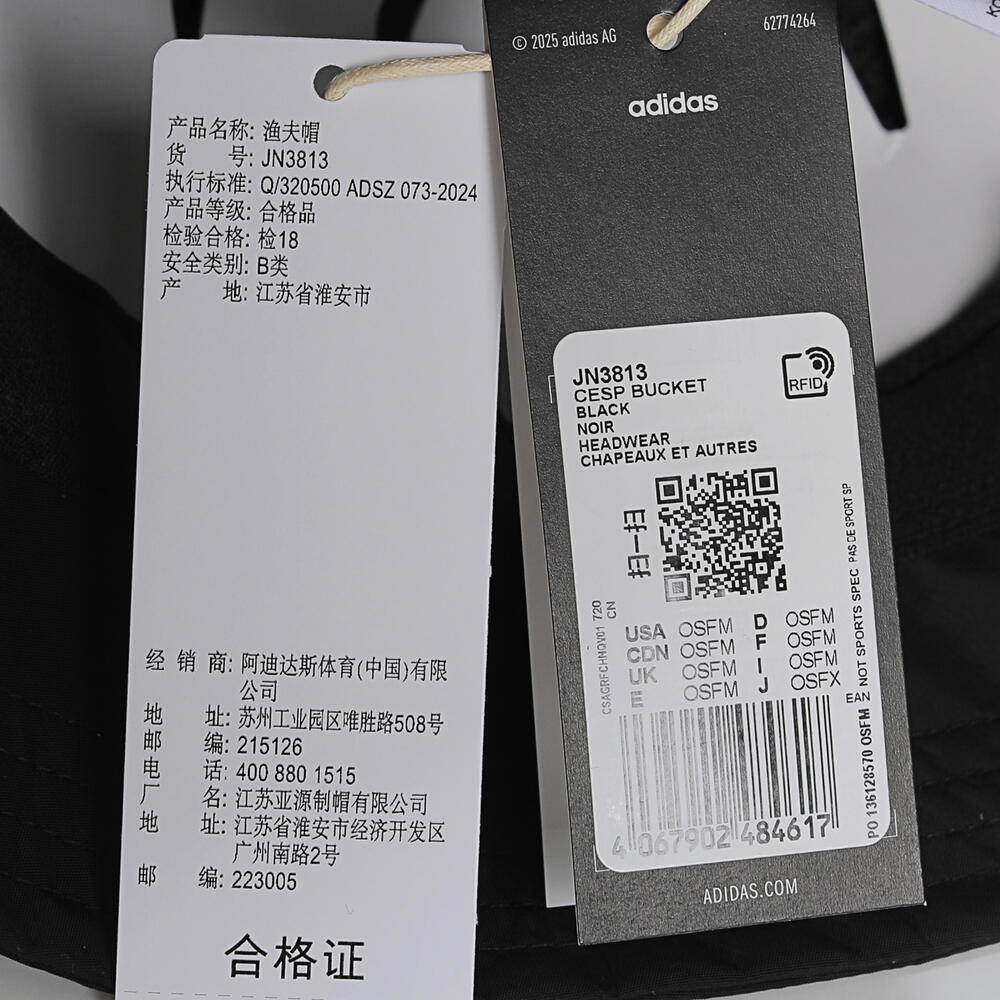 产品名称: 渔夫帽
货 号: JN3813
执行标准: Q/320500 ADSZ 073-2024
产品等级: 合格品
检验合格: 检18
安全类别: B类
产 地: 江苏省淮安市
经 销 商: 阿迪达斯体育(中国)有限
公司
地 址: 苏州工业园区唯胜路508号
邮 编: 215126
电 话: 400 880 1515
厂 名: 江苏亚源制帽有限公司
地 址: 江苏省淮安市经济开发区
广州南路2号
邮 编: 223005
合格证
© 2025 adidas AG
62774264
adidas
JN3813
CESP BUCKET
BLACK
NOIR
HEADWEAR
CHAPEAUX ET AUTRES
RFID
扫一扫
CSAGRFCHMQV01 720
CN
USA OSFM D OSFM
CDN OSFM F OSFM
UK OSFM I OSFM
E OSFM J OSFX
4 067902 484617
PO 136128570 OSFM 2
EAN NOT SPORTS SPEC PAS DE SPORT SP
ADIDAS.COM